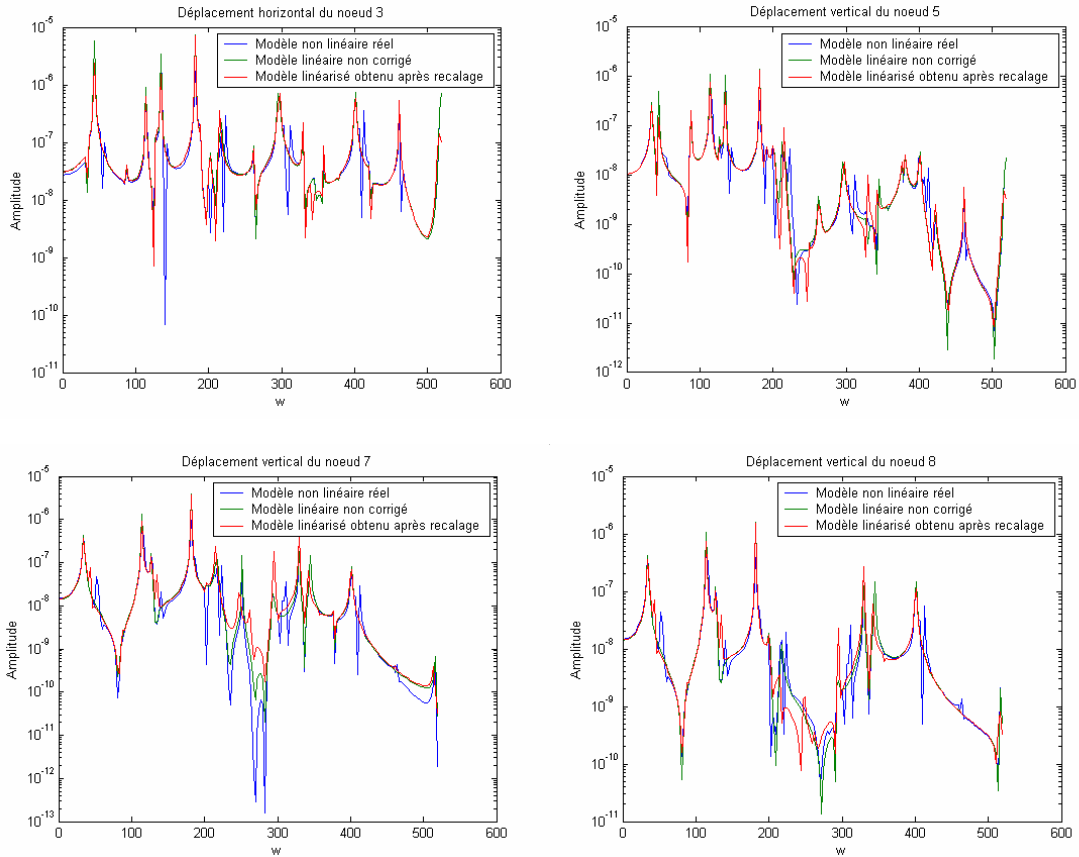 Déplacement horizontal du noeud 3
Modèle non linéaire réel
Modèle linéaire non corrigé
Modèle linéarisé obtenu après recalage
Amplitude
10^-5
10^-6
10^-7
10^-8
10^-9
10^-10
10^-11
0 100 200 300 400 500 600
w
Déplacement vertical du noeud 5
Modèle non linéaire réel
Modèle linéaire non corrigé
Modèle linéarisé obtenu après recalage
Amplitude
10^-5
10^-6
10^-7
10^-8
10^-9
10^-10
10^-11
10^-12
0 100 200 300 400 500 600
w
Déplacement vertical du noeud 7
Modèle non linéaire réel
Modèle linéaire non corrigé
Modèle linéarisé obtenu après recalage
Amplitude
10^-5
10^-6
10^-7
10^-8
10^-9
10^-10
10^-11
10^-12
10^-13
0 100 200 300 400 500 600
w
Déplacement vertical du noeud 8
Modèle non linéaire réel
Modèle linéaire non corrigé
Modèle linéarisé obtenu après recalage
Amplitude
10^-5
10^-6
10^-7
10^-8
10^-9
10^-10
10^-11
0 100 200 300 400 500 600
w